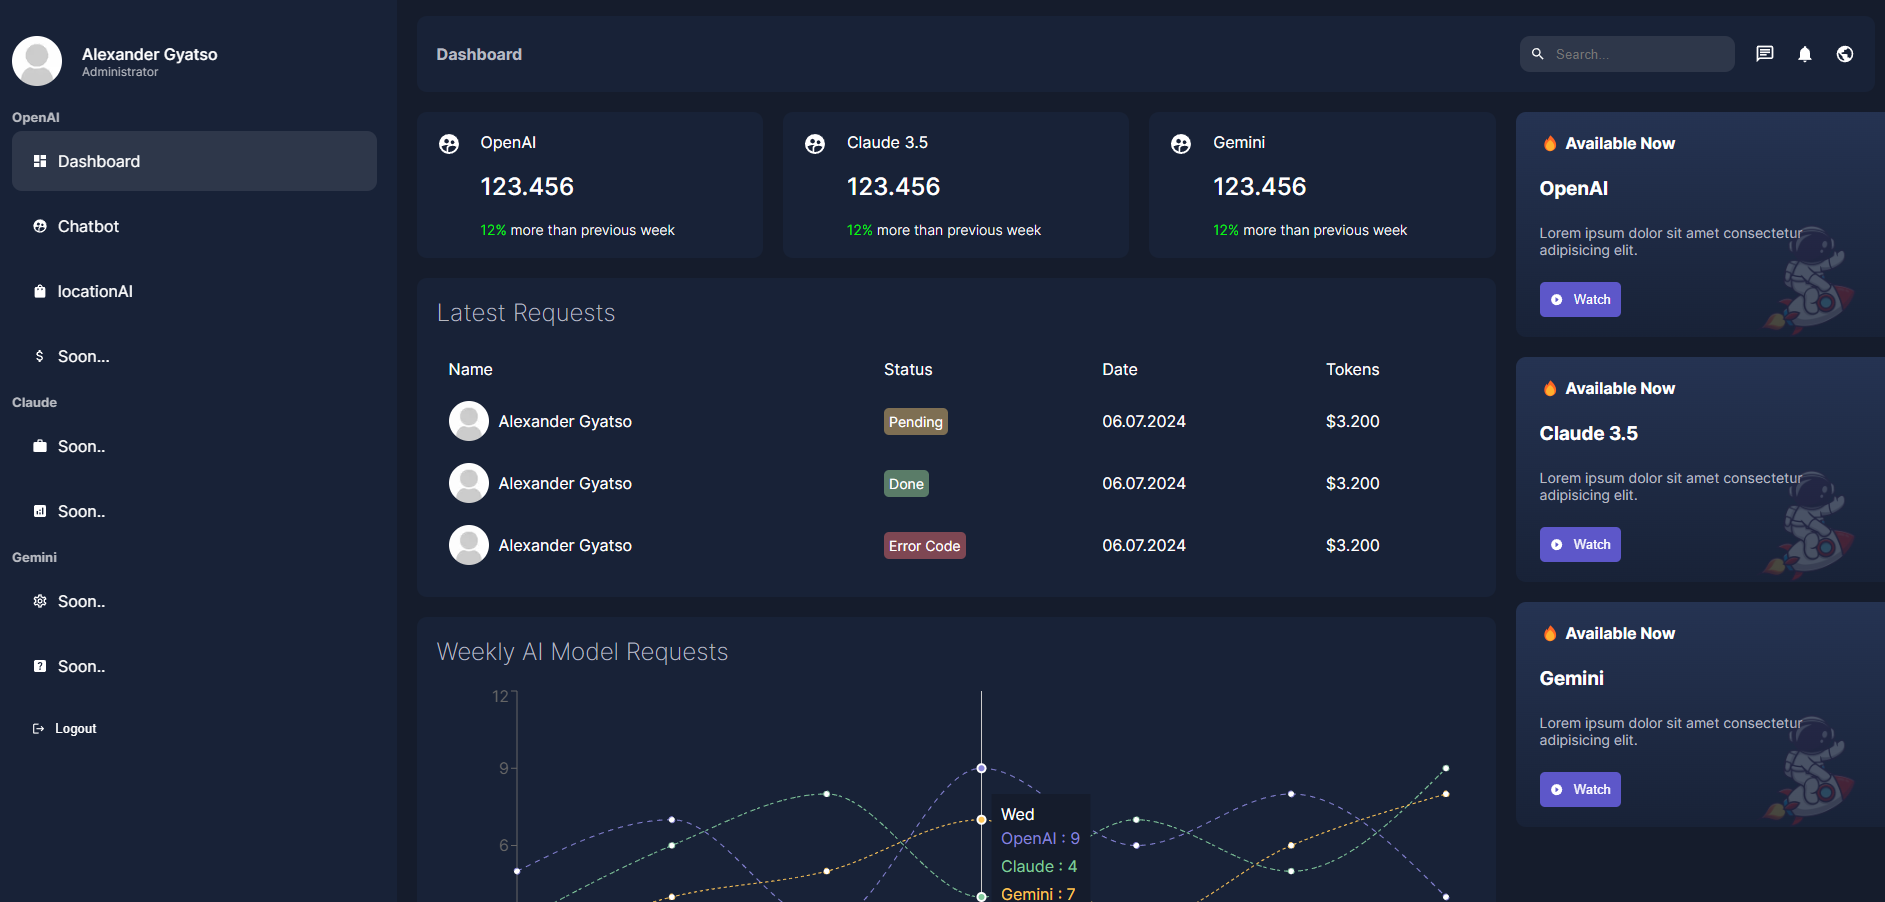 Alexander Gyatso
Administrator
OpenAI
Dashboard
Chatbot
locationAI
$ Soon...
Claude
Soon..
Soon..
Gemini
Soon..
? Soon..
Logout
Dashboard
Search...
OpenAI
123.456
12% more than previous week
Claude 3.5
123.456
12% more than previous week
Gemini
123.456
12% more than previous week
Latest Requests
Name Status Date Tokens
Alexander Gyatso Pending 06.07.2024 $3.200
Alexander Gyatso Done 06.07.2024 $3.200
Alexander Gyatso Error Code 06.07.2024 $3.200
Weekly AI Model Requests
12
9
6
Wed
OpenAI : 9
Claude : 4
Gemini : 7
Available Now
OpenAI
Lorem ipsum dolor sit amet consectetur
adipisicing elit.
Watch
Available Now
Claude 3.5
Lorem ipsum dolor sit amet consectetur
adipisicing elit.
Watch
Available Now
Gemini
Lorem ipsum dolor sit amet consectetur
adipisicing elit.
Watch